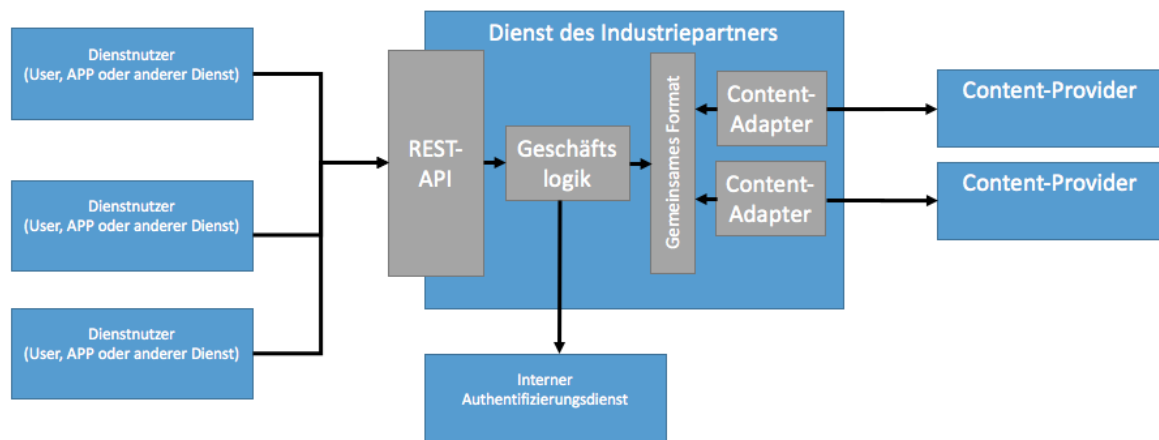 Dienstnutzer
(User, APP oder anderer Dienst)
Dienstnutzer
(User, APP oder anderer Dienst)
Dienstnutzer
(User, APP oder anderer Dienst)
Dienst des Industriepartners
REST-
API
Geschäfts
logik
Gemeinsames Format
Content-
Adapter
Content-
Adapter
Content-Provider
Content-Provider
Interner
Authentifizierungsdienst